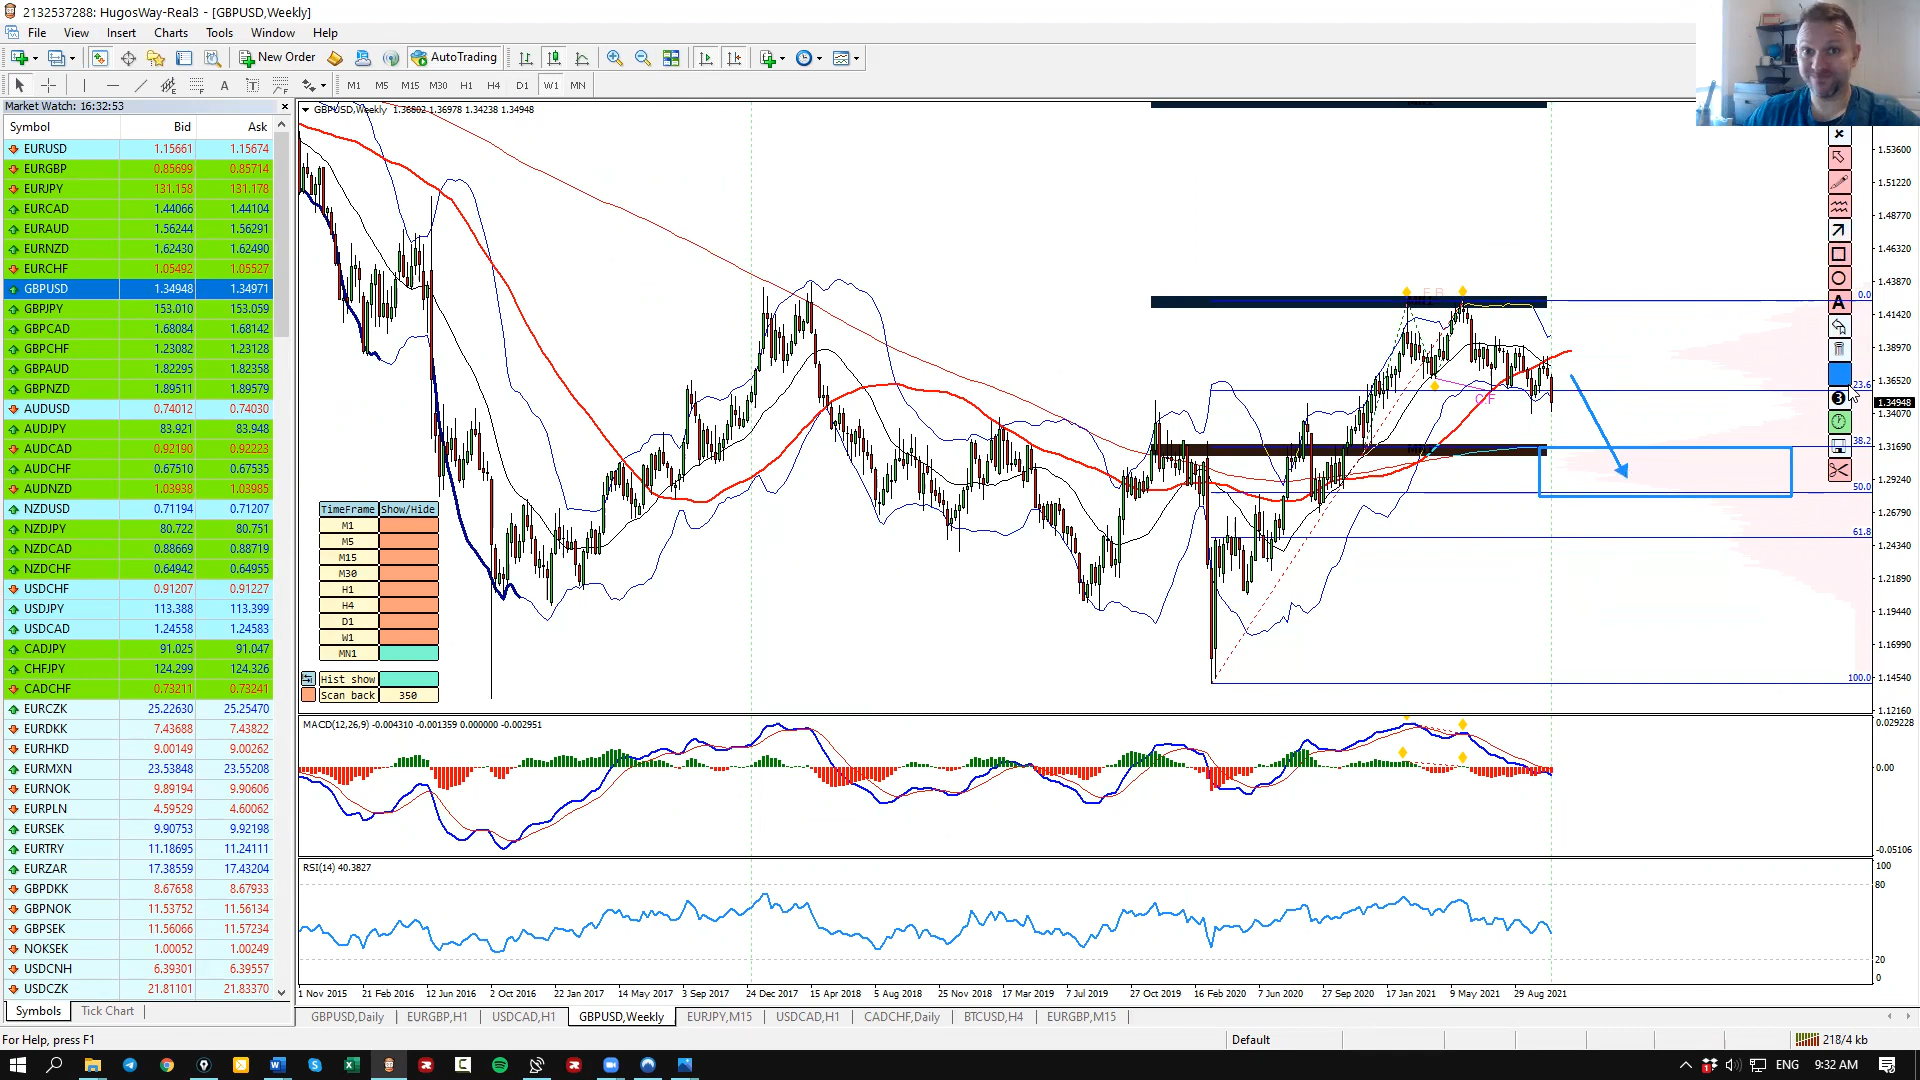 2132537288: HugosWay-Real3 - [GBPUSD,Weekly]
File View Insert Charts Tools Window Help
New Order AutoTrading
M1 M5 M15 M30 H1 H4 D1 W1 MN
Market Watch: 16:32:53
Symbol Bid Ask
EURUSD 1.15661 1.15674
EURGBP 0.85699 0.85714
EURJPY 131.158 131.178
EURCAD 1.44066 1.44104
EURAUD 1.56244 1.56291
EURNZD 1.62430 1.62490
EURCHF 1.05492 1.05527
GBPUSD 1.34948 1.34971
GBPJPY 153.010 153.059
GBPCAD 1.68084 1.68142
GBPCHF 1.23082 1.23128
GBPAUD 1.82295 1.82358
GBPNZD 1.89511 1.89579
AUDUSD 0.74012 0.74030
AUDJPY 83.921 83.948
AUDCAD 0.92190 0.92223
AUDCHF 0.67510 0.67535
AUDNZD 1.03938 1.03985
NZDUSD 0.71194 0.71207
NZDJPY 80.722 80.751
NZDCAD 0.88669 0.88719
NZDCHF 0.64942 0.64955
USDCHF 0.91207 0.91227
USDJPY 113.388 113.399
USDCAD 1.24558 1.24583
CADJPY 91.025 91.047
CHFJPY 124.299 124.326
CADCHF 0.73211 0.73241
EURCZK 25.22630 25.25470
EURDKK 7.43688 7.43822
EURHKD 9.00149 9.00262
EURMXN 23.53848 23.55208
EURNOK 9.89194 9.90606
EURPLN 4.59529 4.60062
EURSEK 9.90753 9.92198
EURTRY 11.18695 11.24111
EURZAR 17.38559 17.43204
GBPDKK 8.67658 8.67933
GBPNOK 11.53752 11.56134
GBPSEK 11.56066 11.57234
NOKSEK 1.00052 1.00249
USDCNH 6.39301 6.39557
USDCZK 21.81101 21.83370
Symbols Tick Chart
GBPUSD,Weekly 1.36802 1.36978 1.34238 1.34948
C.F
TimeFrame Show/Hide
M1
M5
M15
M30
H1
H4
D1
W1
MN1
Hist show
Scan back 350
A
3
0.0
23.6
38.2
50.0
61.8
100.0
1.53600
1.51220
1.48770
1.46320
1.43870
1.41420
1.38970
1.36520
1.34948
1.34070
1.31690
1.29240
1.26790
1.24340
1.21890
1.19440
1.16990
1.14540
1.12160
MACD(12,26,9) -0.004310 -0.001359 0.000000 -0.002951
0.029228
0.00
-0.05106
RSI(14) 40.3827
100
80
20
0
1 Nov 2015 21 Feb 2016 12 Jun 2016 2 Oct 2016 22 Jan 2017 14 May 2017 3 Sep 2017 24 Dec 2017 15 Apr 2018 5 Aug 2018 25 Nov 2018 17 Mar 2019 7 Jul 2019 27 Oct 2019 16 Feb 2020 7 Jun 2020 27 Sep 2020 17 Jan 2021 9 May 2021 29 Aug 2021
GBPUSD,Daily EURGBP,H1 USDCAD,H1 GBPUSD,Weekly EURJPY,M15 USDCAD,H1 CADCHF,Daily BTCUSD,H4 EURGBP,M15
For Help, press F1 Default 218/4 kb
ENG 9:32 AM